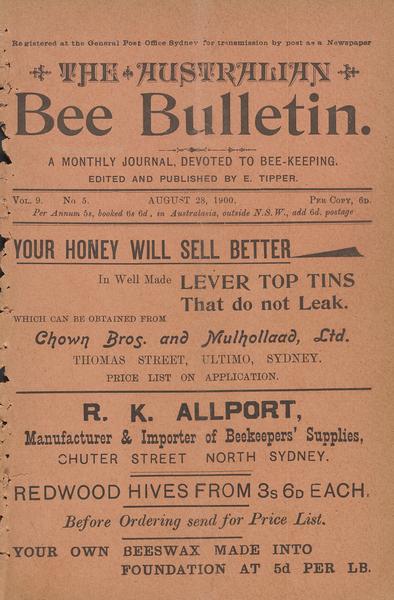 Registered at the General Post Office Sydney for transmission by post as a Newspaper
THE AUSTRALIAN
Bee Bulletin.
A MONTHLY JOURNAL, DEVOTED TO BEE-KEEPING.
EDITED AND PUBLISHED BY E. TIPPER.
VOL. 9. No 5. AUGUST 28, 1900. PER COPY, 6D.
Per Annum 5s, booked 6s 6d, in Australasia, outside N.S.W., add 6d. postage
YOUR HONEY WILL SELL BETTER
In Well Made LEVER TOP TINS
That do not Leak.
WHICH CAN BE OBTAINED FROM
Chown Bros. and Mulhollaad, Ltd.
THOMAS STREET, ULTIMO, SYDNEY.
PRICE LIST ON APPLICATION.
R. K. ALLPORT,
Manufacturer & Importer of Beekeepers' Supplies,
CHUTER STREET NORTH SYDNEY.
REDWOOD HIVES FROM 3s 6D EACH.
Before Ordering send for Price List.
YOUR OWN BEESWAX MADE INTO
FOUNDATION AT 5d PER LB.